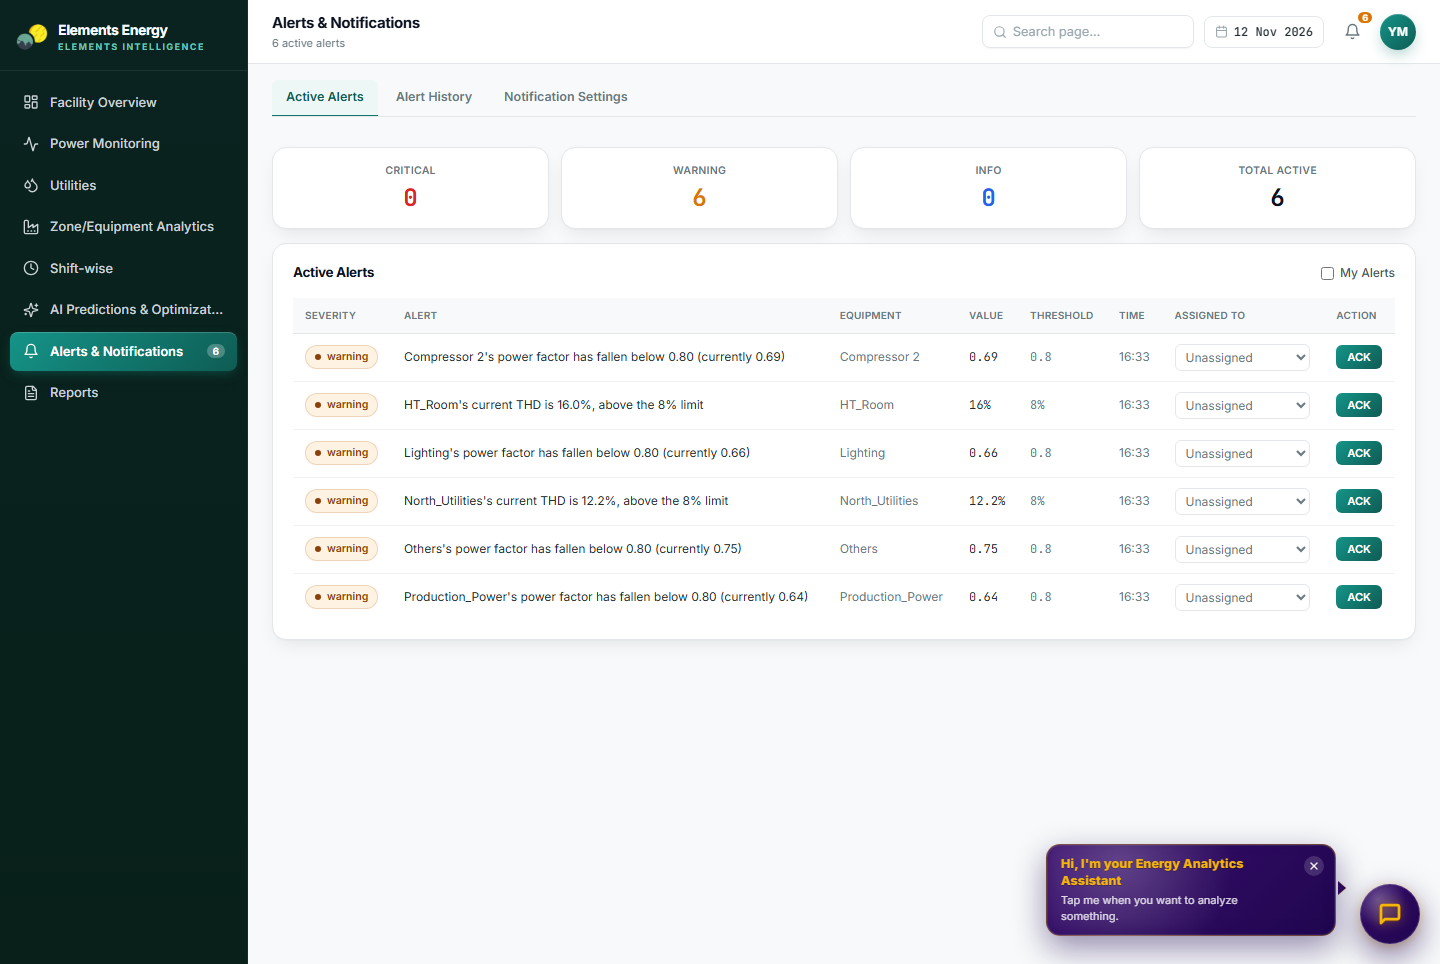 Elements Energy
ELEMENTS INTELLIGENCE
Facility Overview
Power Monitoring
Utilities
Zone/Equipment Analytics
Shift-wise
AI Predictions & Optimizat...
Alerts & Notifications 6
Reports
Alerts & Notifications
6 active alerts
Search page...
12 Nov 2026
6
YM
Active Alerts Alert History Notification Settings
CRITICAL
0
WARNING
6
INFO
0
TOTAL ACTIVE
6
Active Alerts
My Alerts
SEVERITY ALERT EQUIPMENT VALUE THRESHOLD TIME ASSIGNED TO ACTION
warning Compressor 2's power factor has fallen below 0.80 (currently 0.69) Compressor 2 0.69 0.8 16:33 Unassigned ACK
warning HT_Room's current THD is 16.0%, above the 8% limit HT_Room 16% 8% 16:33 Unassigned ACK
warning Lighting's power factor has fallen below 0.80 (currently 0.66) Lighting 0.66 0.8 16:33 Unassigned ACK
warning North_Utilities's current THD is 12.2%, above the 8% limit North_Utilities 12.2% 8% 16:33 Unassigned ACK
warning Others's power factor has fallen below 0.80 (currently 0.75) Others 0.75 0.8 16:33 Unassigned ACK
warning Production_Power's power factor has fallen below 0.80 (currently 0.64) Production_Power 0.64 0.8 16:33 Unassigned ACK
Hi, I'm your Energy Analytics
Assistant
Tap me when you want to analyze
something.